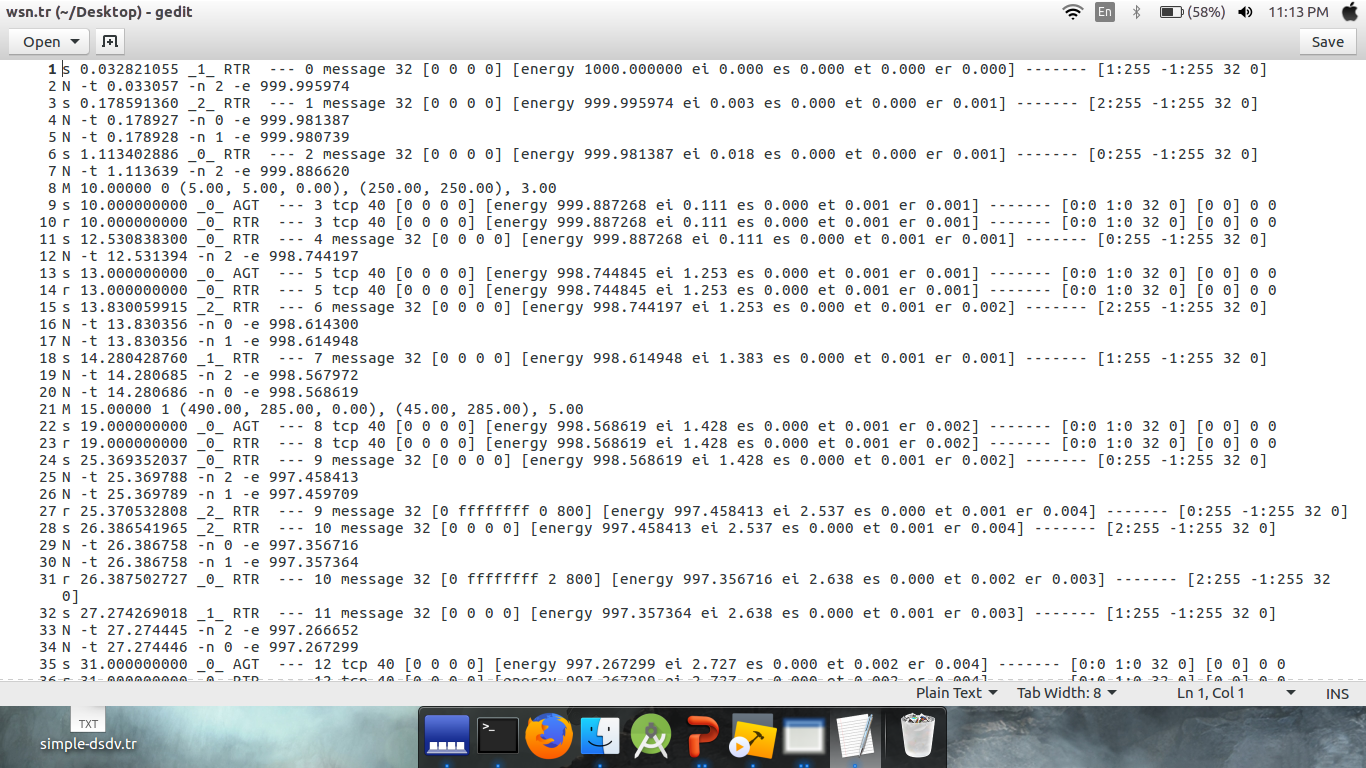 wsn.tr (~/Desktop) - gedit
En
(58%)
11:13 PM
Open
Save
1 s 0.032821055 _1_ RTR  --- 0 message 32 [0 0 0 0] [energy 1000.000000 ei 0.000 es 0.000 et 0.000 er 0.000] ------- [1:255 -1:255 32 0]
2 N -t 0.033057 -n 2 -e 999.995974
3 s 0.178591360 _2_ RTR  --- 1 message 32 [0 0 0 0] [energy 999.995974 ei 0.003 es 0.000 et 0.000 er 0.001] ------- [2:255 -1:255 32 0]
4 N -t 0.178927 -n 0 -e 999.981387
5 N -t 0.178928 -n 1 -e 999.980739
6 s 1.113402886 _0_ RTR  --- 2 message 32 [0 0 0 0] [energy 999.981387 ei 0.018 es 0.000 et 0.000 er 0.001] ------- [0:255 -1:255 32 0]
7 N -t 1.113639 -n 2 -e 999.886620
8 M 10.00000 0 (5.00, 5.00, 0.00), (250.00, 250.00), 3.00
9 s 10.000000000 _0_ AGT  --- 3 tcp 40 [0 0 0 0] [energy 999.887268 ei 0.111 es 0.000 et 0.001 er 0.001] ------- [0:0 1:0 32 0] [0 0] 0 0
10 r 10.000000000 _0_ RTR  --- 3 tcp 40 [0 0 0 0] [energy 999.887268 ei 0.111 es 0.000 et 0.001 er 0.001] ------- [0:0 1:0 32 0] [0 0] 0 0
11 s 12.530838300 _0_ RTR  --- 4 message 32 [0 0 0 0] [energy 999.887268 ei 0.111 es 0.000 et 0.001 er 0.001] ------- [0:255 -1:255 32 0]
12 N -t 12.531394 -n 2 -e 998.744197
13 s 13.000000000 _0_ AGT  --- 5 tcp 40 [0 0 0 0] [energy 998.744845 ei 1.253 es 0.000 et 0.001 er 0.001] ------- [0:0 1:0 32 0] [0 0] 0 0
14 r 13.000000000 _0_ RTR  --- 5 tcp 40 [0 0 0 0] [energy 998.744845 ei 1.253 es 0.000 et 0.001 er 0.001] ------- [0:0 1:0 32 0] [0 0] 0 0
15 s 13.830059915 _2_ RTR  --- 6 message 32 [0 0 0 0] [energy 998.744197 ei 1.253 es 0.000 et 0.001 er 0.002] ------- [2:255 -1:255 32 0]
16 N -t 13.830356 -n 0 -e 998.614300
17 N -t 13.830356 -n 1 -e 998.614948
18 s 14.280428760 _1_ RTR  --- 7 message 32 [0 0 0 0] [energy 998.614948 ei 1.383 es 0.000 et 0.001 er 0.001] ------- [1:255 -1:255 32 0]
19 N -t 14.280685 -n 2 -e 998.567972
20 N -t 14.280686 -n 0 -e 998.568619
21 M 15.00000 1 (490.00, 285.00, 0.00), (45.00, 285.00), 5.00
22 s 19.000000000 _0_ AGT  --- 8 tcp 40 [0 0 0 0] [energy 998.568619 ei 1.428 es 0.000 et 0.001 er 0.002] ------- [0:0 1:0 32 0] [0 0] 0 0
23 r 19.000000000 _0_ RTR  --- 8 tcp 40 [0 0 0 0] [energy 998.568619 ei 1.428 es 0.000 et 0.001 er 0.002] ------- [0:0 1:0 32 0] [0 0] 0 0
24 s 25.369352037 _0_ RTR  --- 9 message 32 [0 0 0 0] [energy 998.568619 ei 1.428 es 0.000 et 0.001 er 0.002] ------- [0:255 -1:255 32 0]
25 N -t 25.369788 -n 2 -e 997.458413
26 N -t 25.369789 -n 1 -e 997.459709
27 r 25.370532808 _2_ RTR  --- 9 message 32 [0 ffffffff 0 800] [energy 997.458413 ei 2.537 es 0.000 et 0.001 er 0.004] ------- [0:255 -1:255 32 0]
28 s 26.386541965 _2_ RTR  --- 10 message 32 [0 0 0 0] [energy 997.458413 ei 2.537 es 0.000 et 0.001 er 0.004] ------- [2:255 -1:255 32 0]
29 N -t 26.386758 -n 0 -e 997.356716
30 N -t 26.386758 -n 1 -e 997.357364
31 r 26.387502727 _0_ RTR  --- 10 message 32 [0 ffffffff 2 800] [energy 997.356716 ei 2.638 es 0.000 et 0.002 er 0.003] ------- [2:255 -1:255 32
0]
32 s 27.274269018 _1_ RTR  --- 11 message 32 [0 0 0 0] [energy 997.357364 ei 2.638 es 0.000 et 0.001 er 0.003] ------- [1:255 -1:255 32 0]
33 N -t 27.274445 -n 2 -e 997.266652
34 N -t 27.274446 -n 0 -e 997.267299
35 s 31.000000000 _0_ AGT  --- 12 tcp 40 [0 0 0 0] [energy 997.267299 ei 2.727 es 0.000 et 0.002 er 0.004] ------- [0:0 1:0 32 0] [0 0] 0 0
Plain Text
Tab Width: 8
Ln 1, Col 1
INS
TXT
simple-dsdv.tr